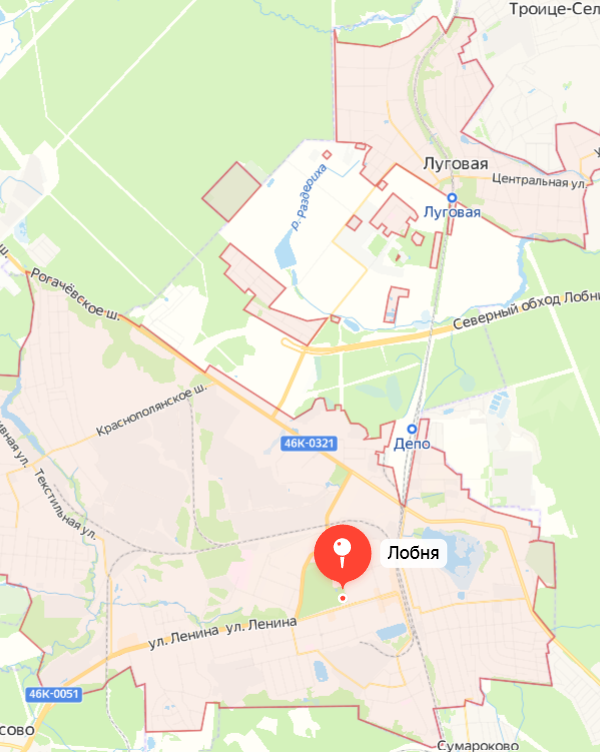 Троице-Сел
Луговая
Центральная ул.
р. Раздериха
Луговая
ш.
Рогачёвское ш.
Северный обход Лобни
Краснополянское ш.
46К-0321
Депо
ивная ул.
Текстильная ул.
Лобня
ул. Ленина ул. Ленина
46К-0051
сово
Сумароково